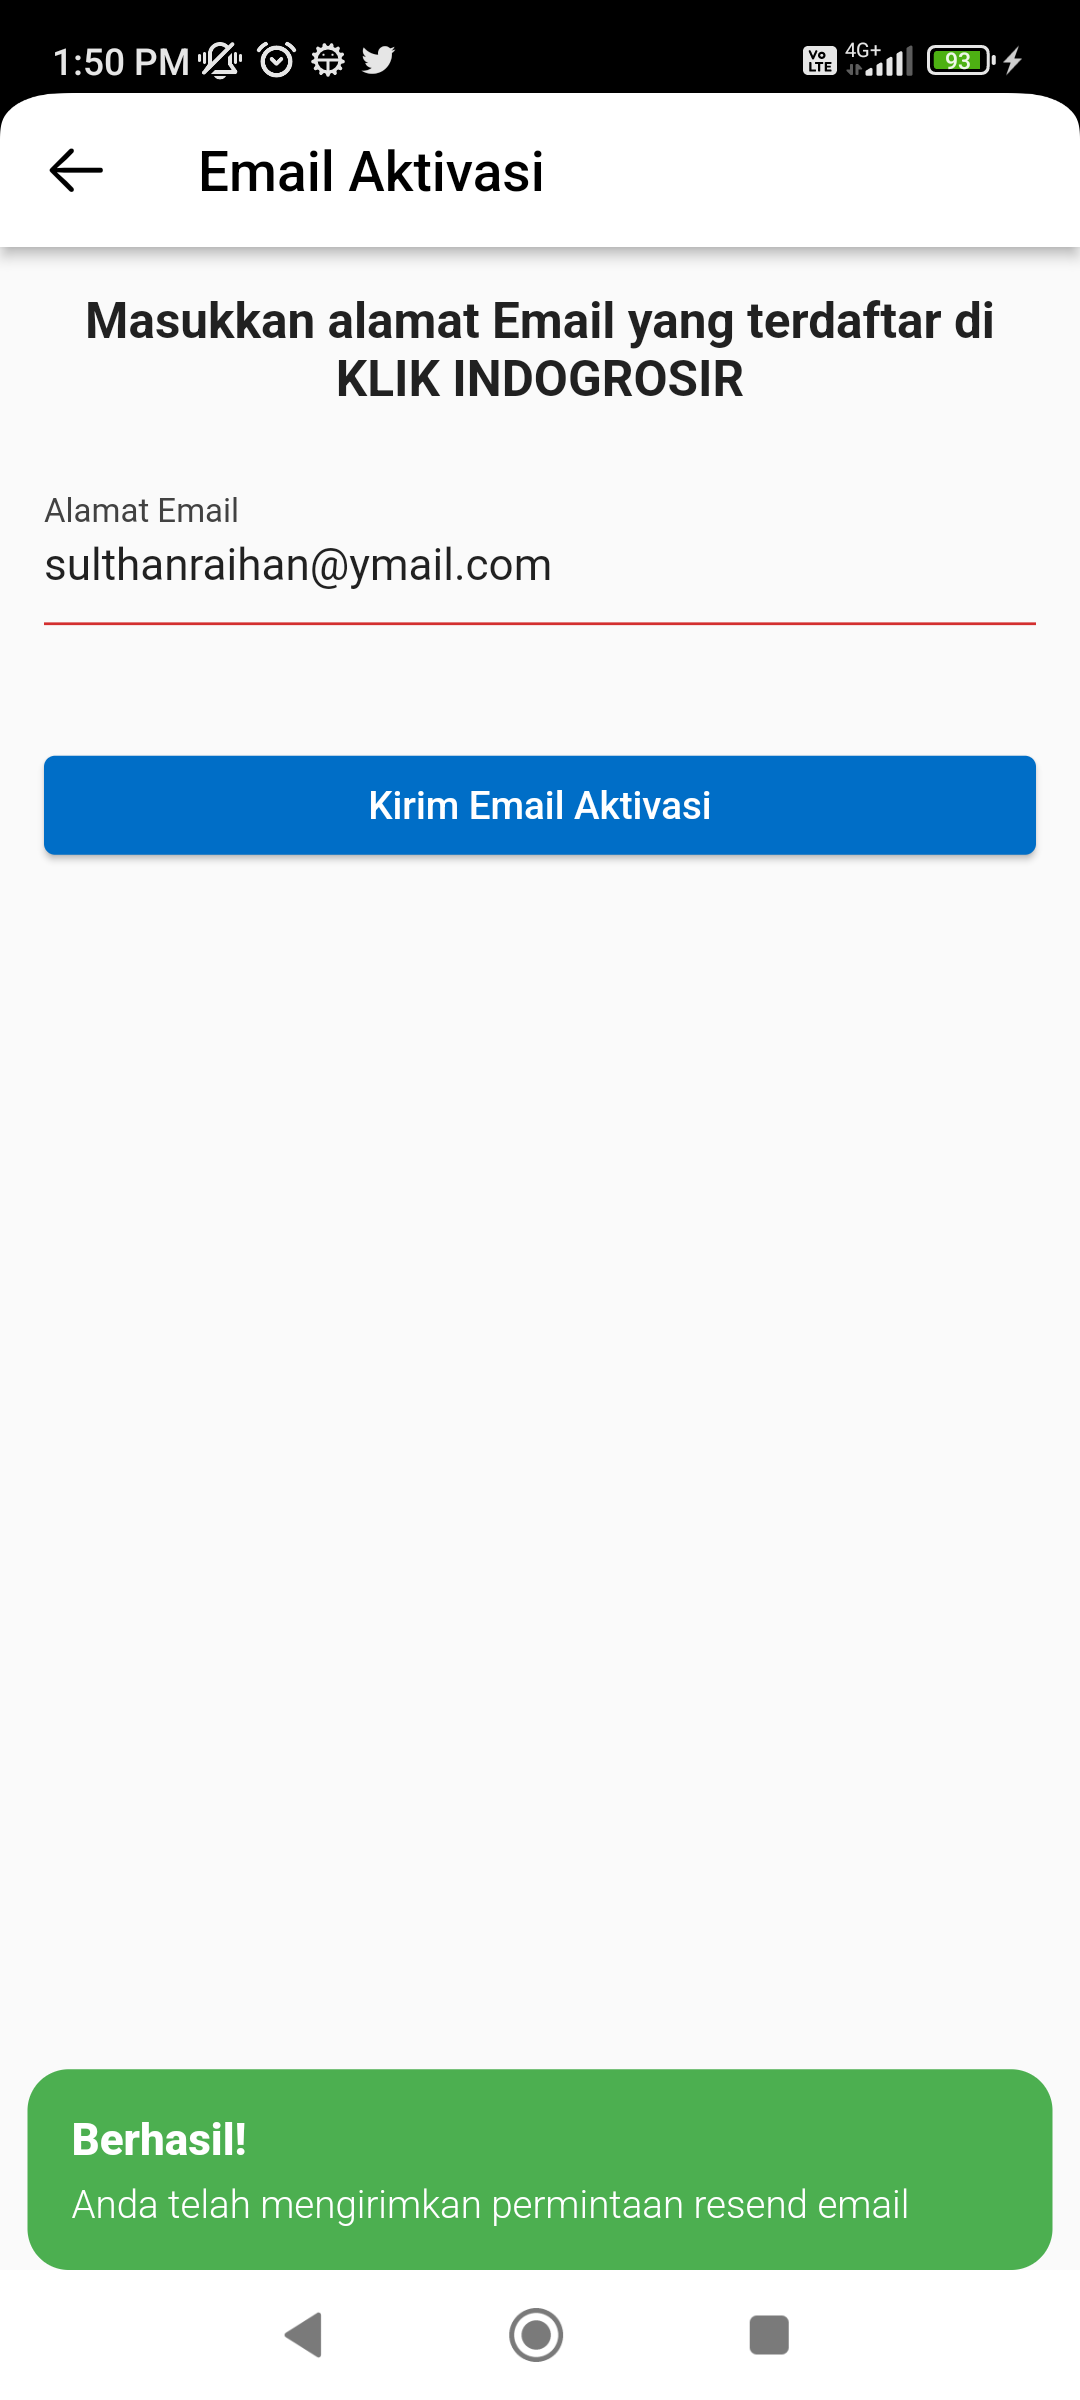 1:50 PM
Vo LTE 4G+ 93
Email Aktivasi
Masukkan alamat Email yang terdaftar di
KLIK INDOGROSIR
Alamat Email
sulthanraihan@ymail.com
Kirim Email Aktivasi
Berhasil!
Anda telah mengirimkan permintaan resend email